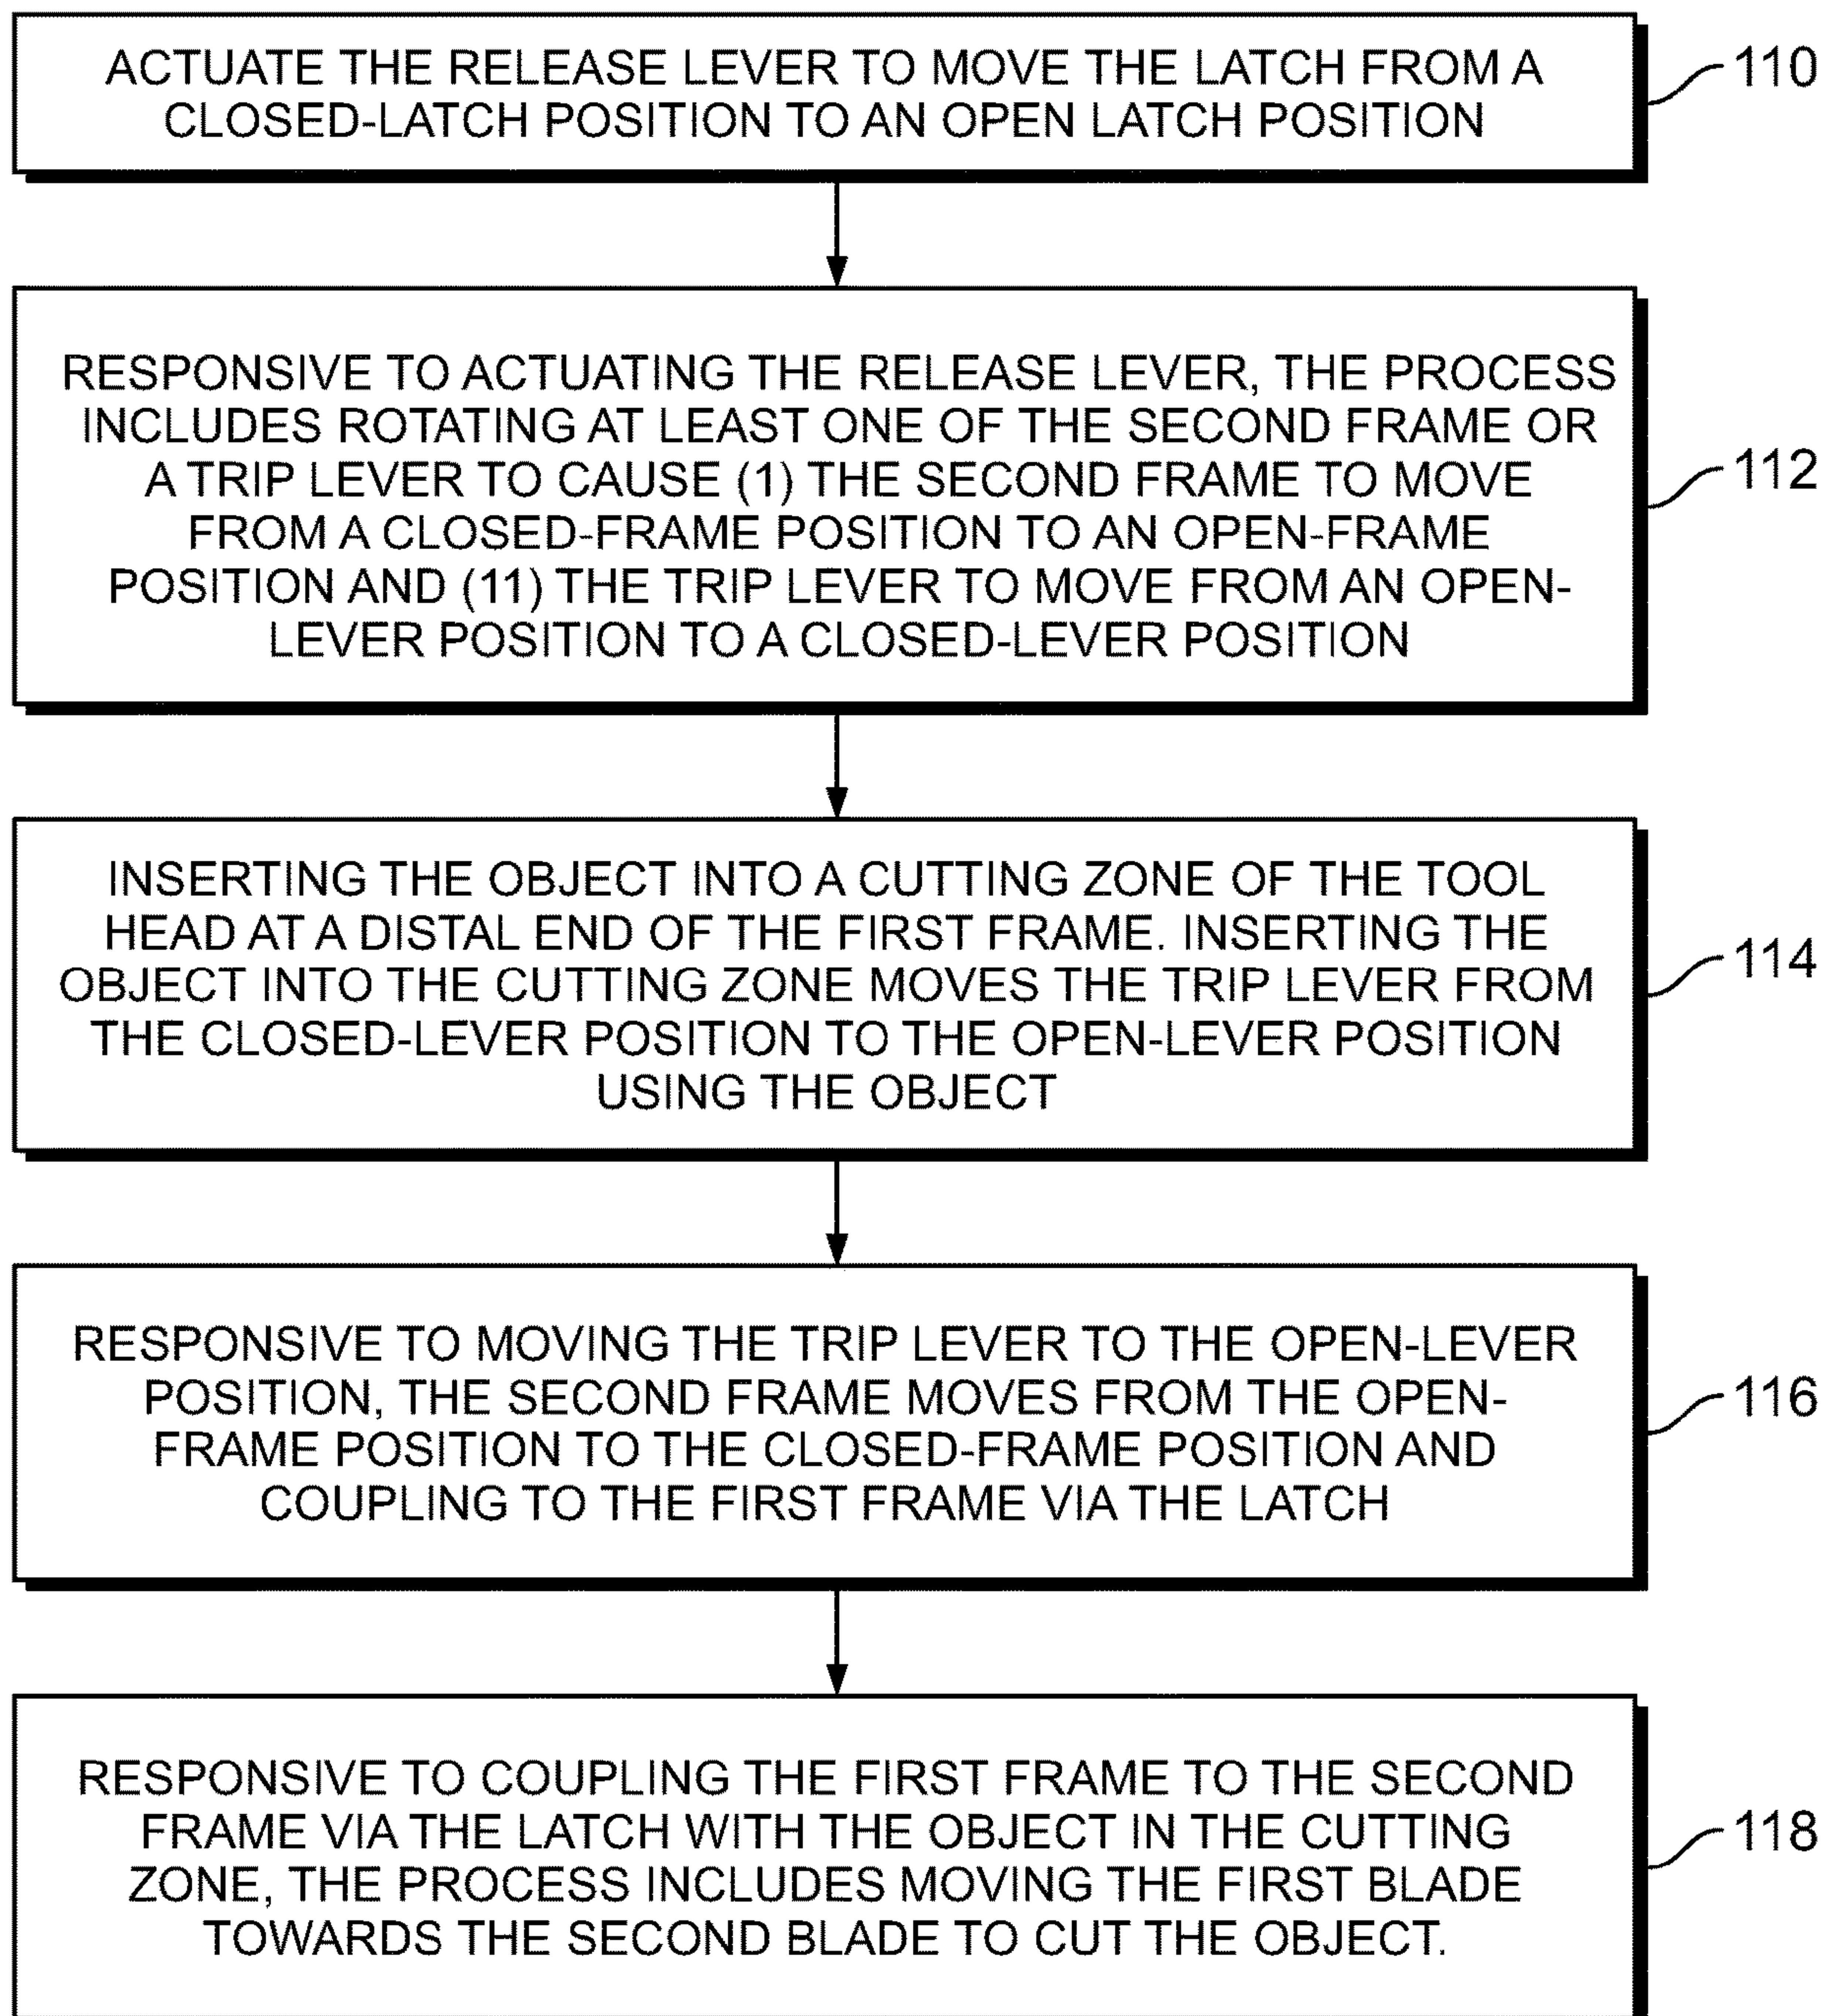 ACTUATE THE RELEASE LEVER TO MOVE THE LATCH FROM A
CLOSED-LATCH POSITION TO AN OPEN LATCH POSITION
110
RESPONSIVE TO ACTUATING THE RELEASE LEVER, THE PROCESS
INCLUDES ROTATING AT LEAST ONE OF THE SECOND FRAME OR
A TRIP LEVER TO CAUSE (1) THE SECOND FRAME TO MOVE
FROM A CLOSED-FRAME POSITION TO AN OPEN-FRAME
POSITION AND (11) THE TRIP LEVER TO MOVE FROM AN OPEN-
LEVER POSITION TO A CLOSED-LEVER POSITION
112
INSERTING THE OBJECT INTO A CUTTING ZONE OF THE TOOL
HEAD AT A DISTAL END OF THE FIRST FRAME. INSERTING THE
OBJECT INTO THE CUTTING ZONE MOVES THE TRIP LEVER FROM
THE CLOSED-LEVER POSITION TO THE OPEN-LEVER POSITION
USING THE OBJECT
114
RESPONSIVE TO MOVING THE TRIP LEVER TO THE OPEN-LEVER
POSITION, THE SECOND FRAME MOVES FROM THE OPEN-
FRAME POSITION TO THE CLOSED-FRAME POSITION AND
COUPLING TO THE FIRST FRAME VIA THE LATCH
116
RESPONSIVE TO COUPLING THE FIRST FRAME TO THE SECOND
FRAME VIA THE LATCH WITH THE OBJECT IN THE CUTTING
ZONE, THE PROCESS INCLUDES MOVING THE FIRST BLADE
TOWARDS THE SECOND BLADE TO CUT THE OBJECT.
118